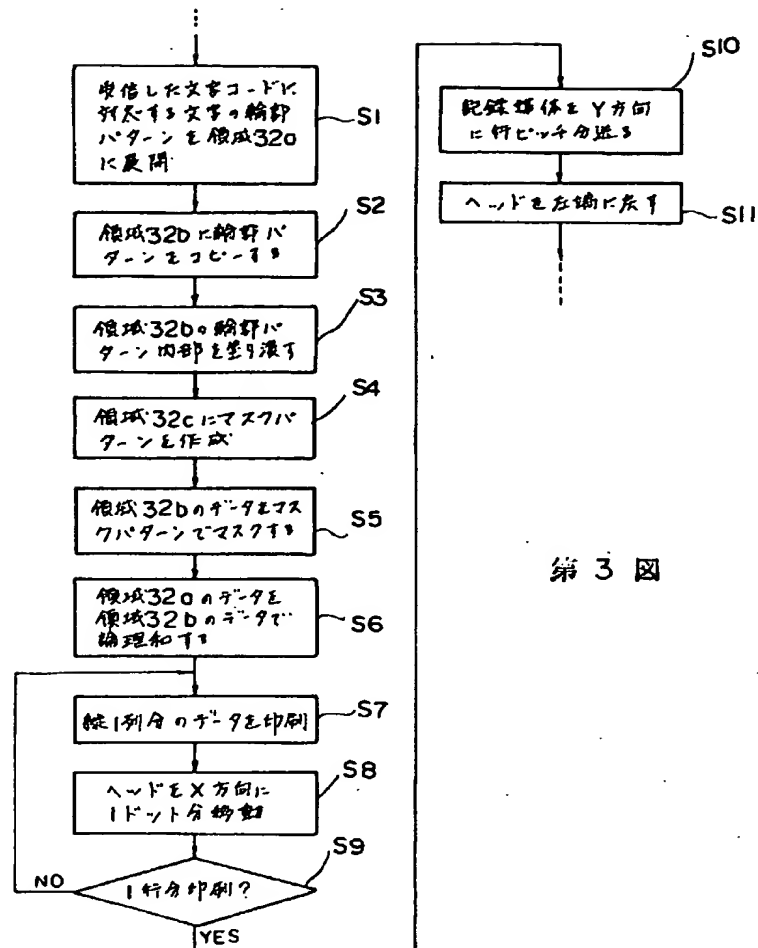 受信した文字コードに
対応する文字の輪郭
パターンを領域32a
に展開
S1
領域32bに輪郭パ
ターンをコピーする
S2
領域32bの輪郭パ
ターン内部を塗り潰す
S3
領域32cにマスクパ
ターンを作成
S4
領域32bのデータをマス
クパターンでマスクする
S5
領域32aのデータを
領域32bのデータで
論理和する
S6
縦1列分のデータを印刷
S7
ヘッドをX方向に
1ドット分移動
S8
1行分印刷?
S9
NO
YES
記録媒体をY方向
に行ピッチ分送る
S10
ヘッドを左端に戻す
S11
第3図